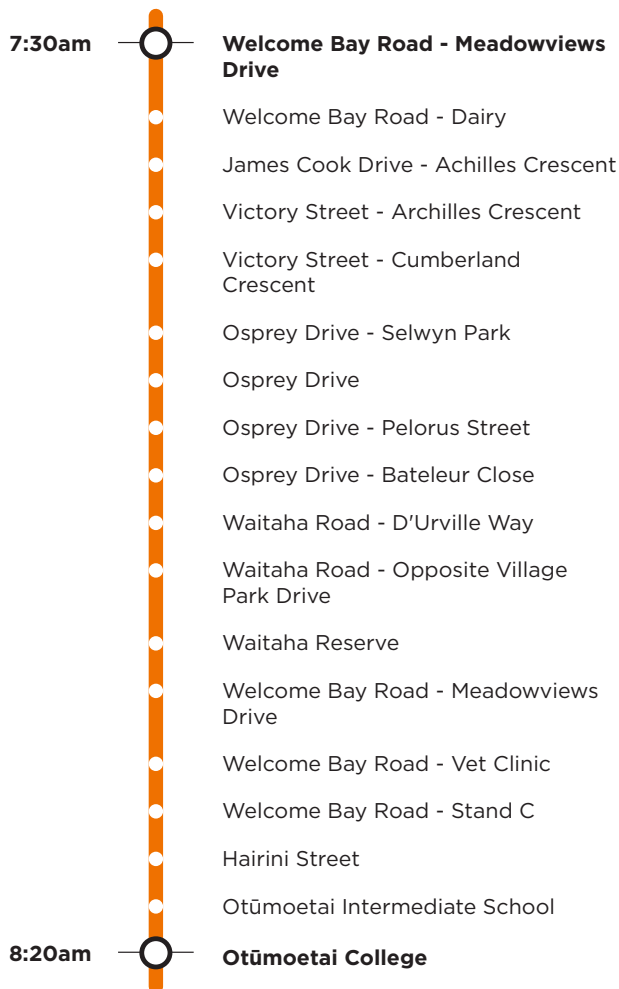 7:30am
Welcome Bay Road - Meadowviews
Drive
Welcome Bay Road - Dairy
James Cook Drive - Achilles Crescent
Victory Street - Archilles Crescent
Victory Street - Cumberland
Crescent
Osprey Drive - Selwyn Park
Osprey Drive
Osprey Drive - Pelorus Street
Osprey Drive - Bateleur Close
Waitaha Road - D'Urville Way
Waitaha Road - Opposite Village
Park Drive
Waitaha Reserve
Welcome Bay Road - Meadowviews
Drive
Welcome Bay Road - Vet Clinic
Welcome Bay Road - Stand C
Hairini Street
Otūmoetai Intermediate School
8:20am
Otūmoetai College